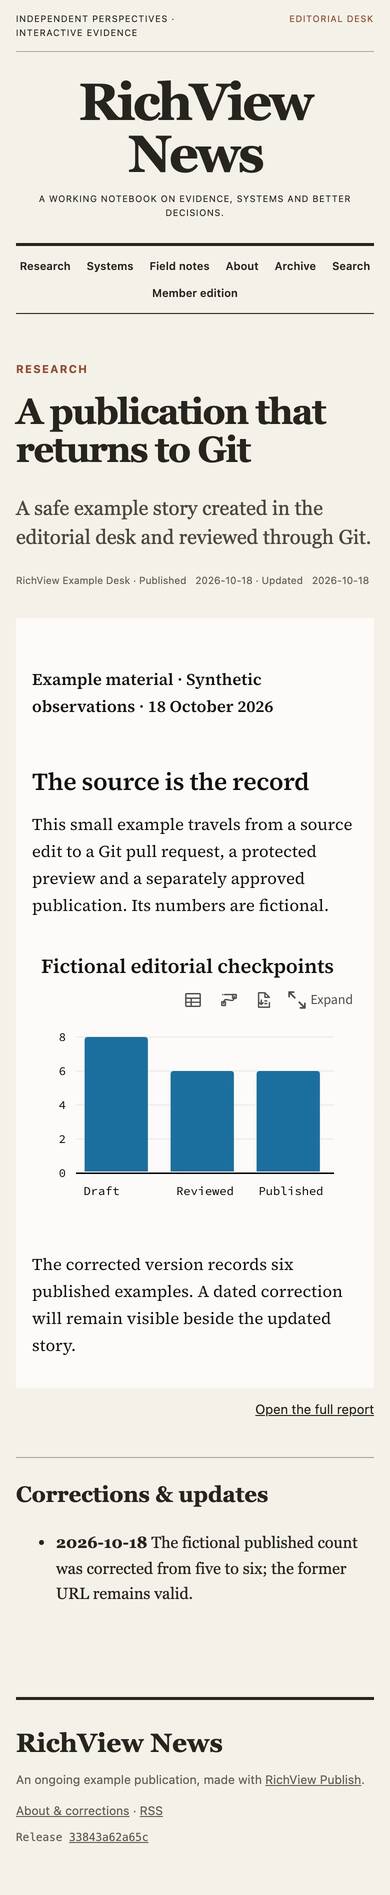 INDEPENDENT PERSPECTIVES ·
INTERACTIVE EVIDENCE
EDITORIAL DESK
RichView
News
A WORKING NOTEBOOK ON EVIDENCE, SYSTEMS AND BETTER
DECISIONS.
Research Systems Field notes About Archive Search
Member edition
RESEARCH
A publication that
returns to Git
A safe example story created in the
editorial desk and reviewed through Git.
RichView Example Desk · Published 2026-10-18 · Updated 2026-10-18
Example material · Synthetic
observations · 18 October 2026
The source is the record
This small example travels from a source
edit to a Git pull request, a protected
preview and a separately approved
publication. Its numbers are fictional.
Fictional editorial checkpoints
Expand
8
6
4
2
0
Draft Reviewed Published
The corrected version records six
published examples. A dated correction
will remain visible beside the updated
story.
Open the full report
Corrections & updates
• 2026-10-18 The fictional published count
was corrected from five to six; the former
URL remains valid.
RichView News
An ongoing example publication, made with RichView Publish.
About & corrections · RSS
Release 33843a62a65c